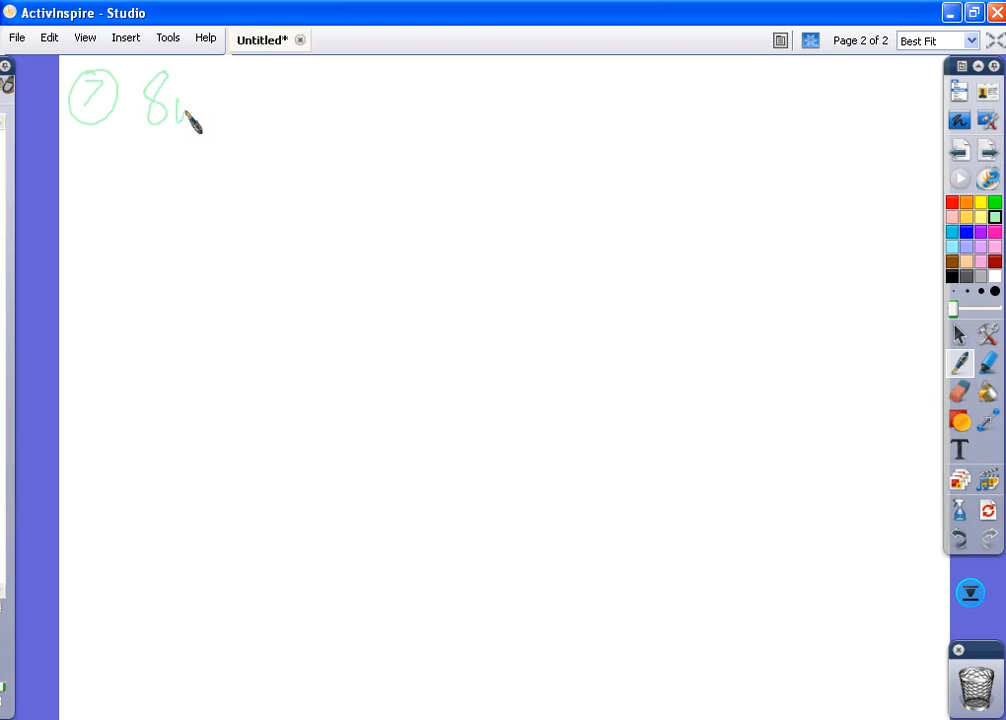 ActivInspire - Studio
File Edit View Insert Tools Help Untitled* Page 2 of 2 Best Fit
7 8
T